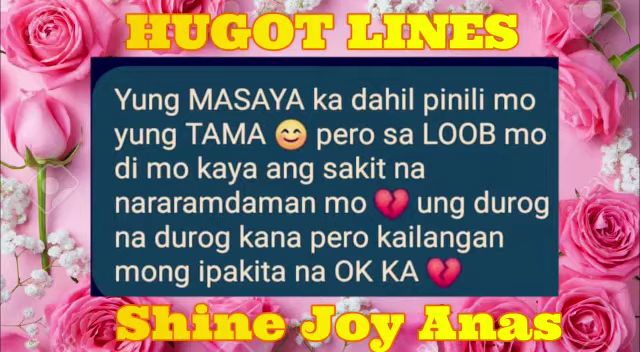 HUGOT LINES
Yung MASAYA ka dahil pinili mo
yung TAMA 😊 pero sa LOOB mo
di mo kaya ang sakit na
nararamdaman mo 💔 ung durog
na durog kana pero kailangan
mong ipakita na OK KA 💔
Shine Joy Anas